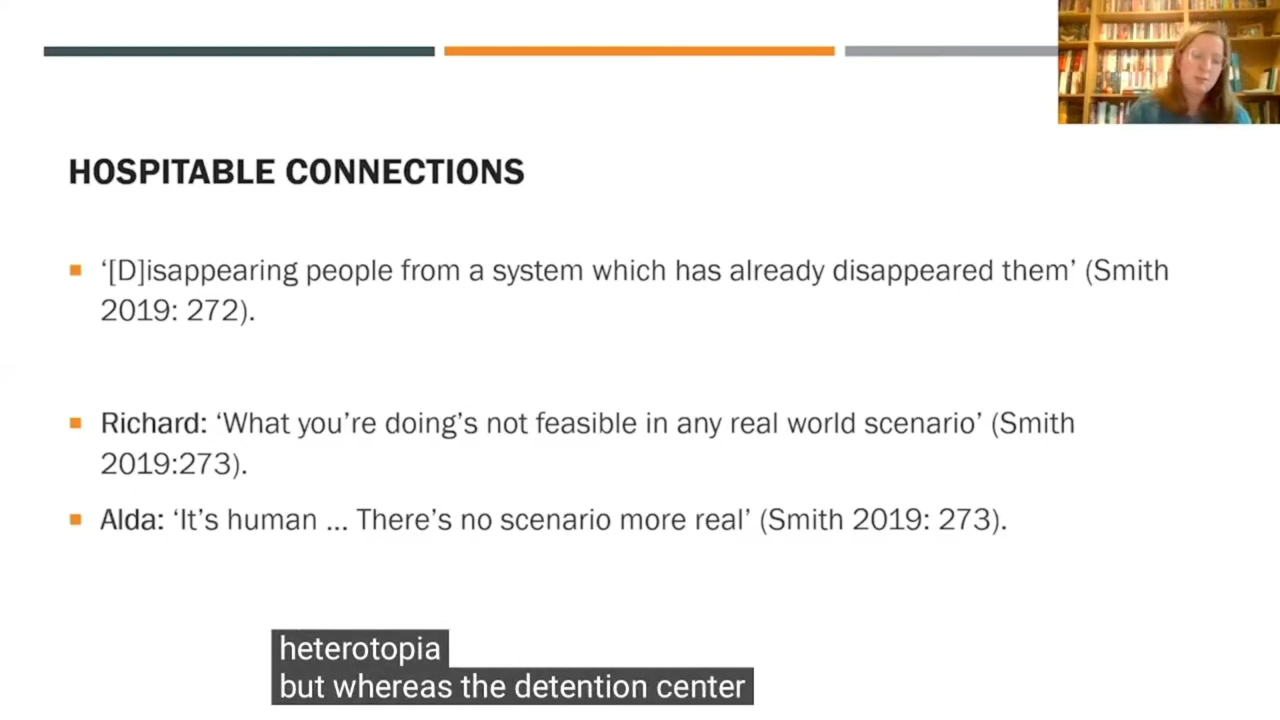 HOSPITABLE CONNECTIONS
‘[D]isappearing people from a system which has already disappeared them’ (Smith
2019: 272).
Richard: ‘What you’re doing’s not feasible in any real world scenario’ (Smith
2019:273).
Alda: ‘It’s human ... There’s no scenario more real’ (Smith 2019: 273).
heterotopia
but whereas the detention center